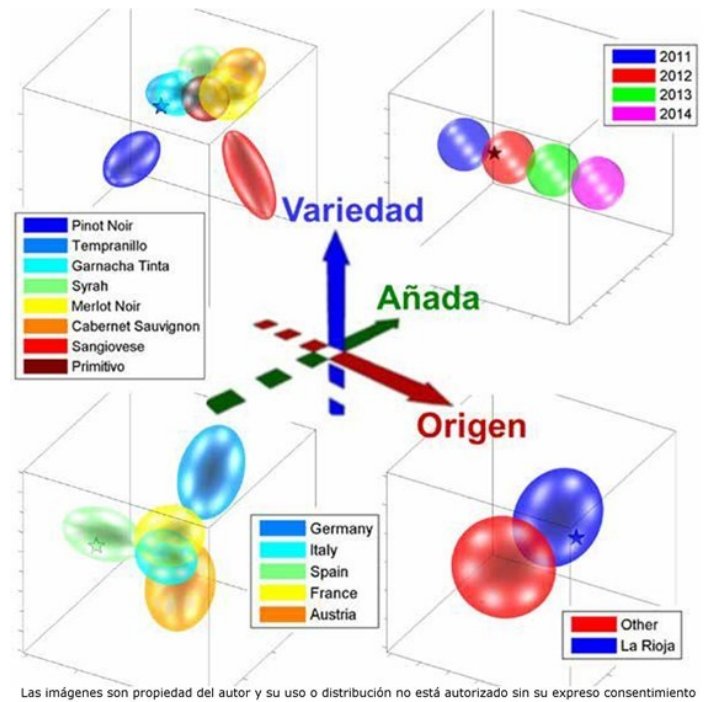 2011
2012
2013
2014
Variedad
Pinot Noir
Tempranillo
Garnacha Tinta
Syrah
Merlot Noir
Cabernet Sauvignon
Sangiovese
Primitivo
Añada
Origen
Germany
Italy
Spain
France
Austria
Other
La Rioja
Las imágenes son propiedad del autor y su uso o distribución no está autorizado sin su expreso consentimiento